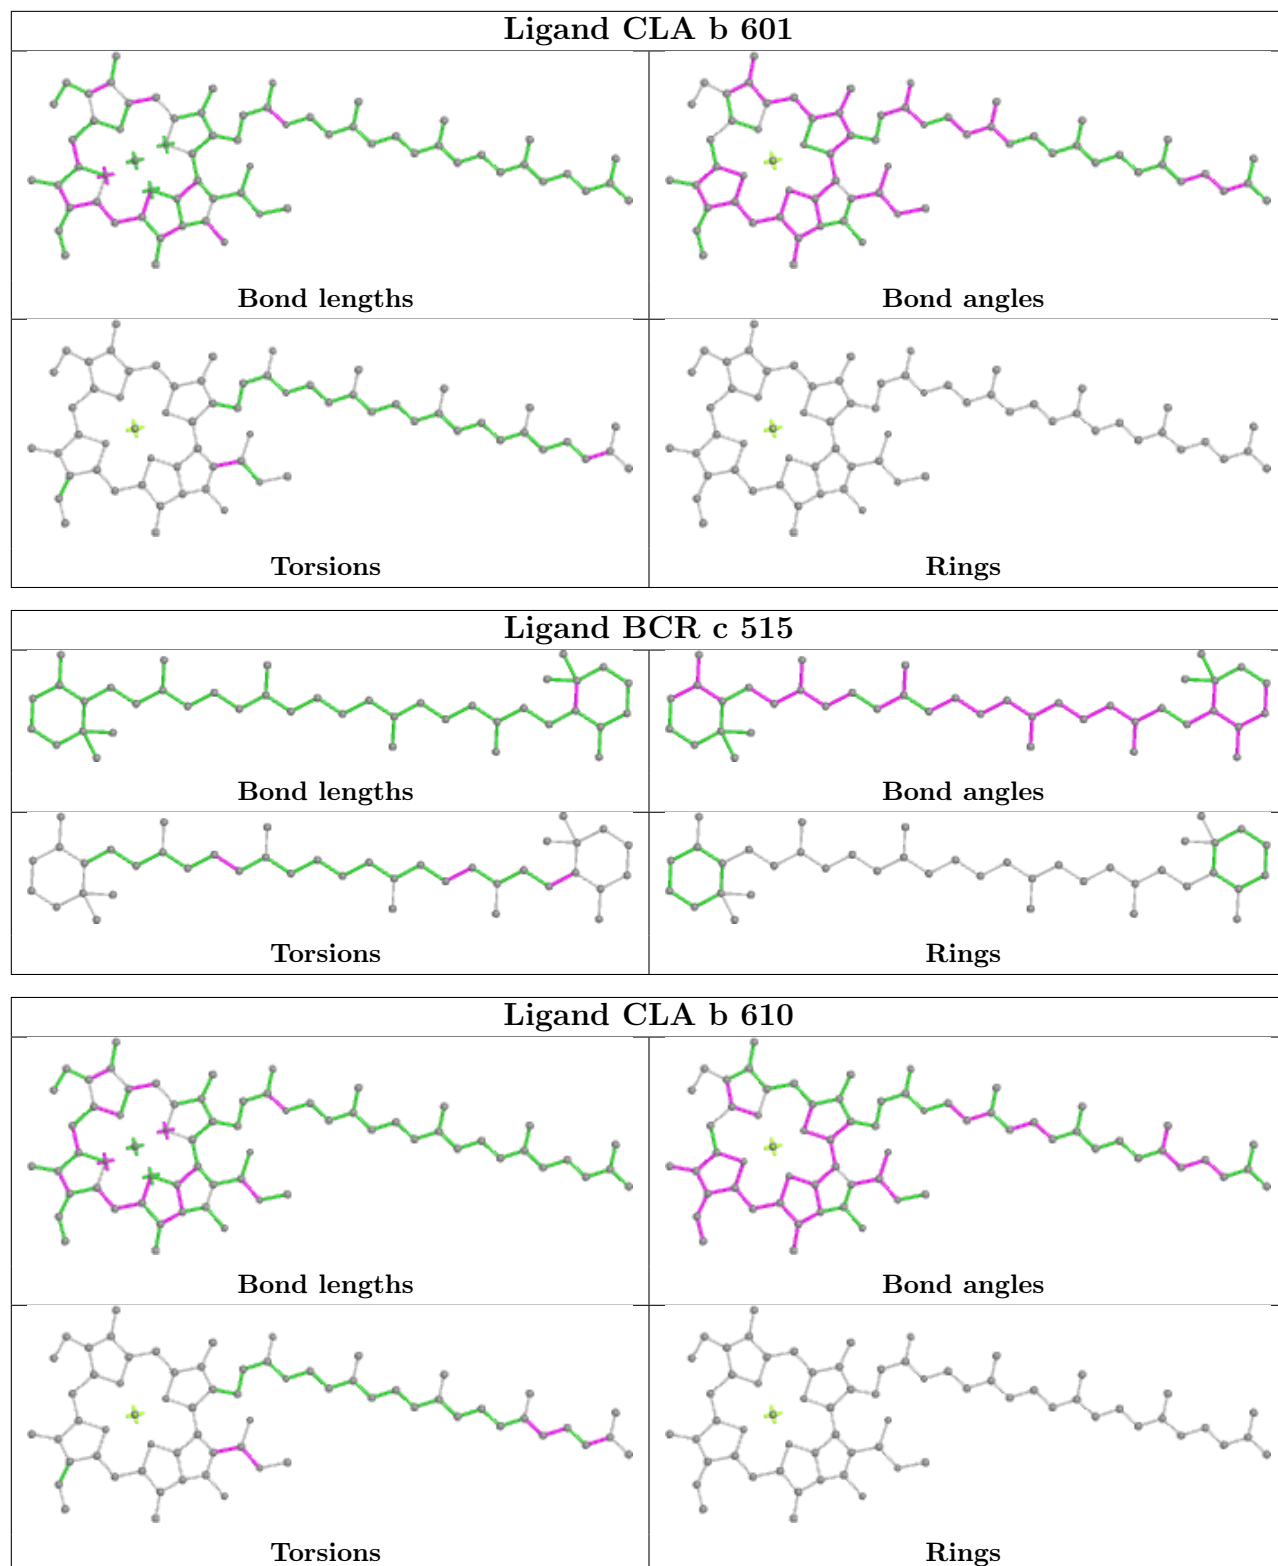 Ligand CLA b 601
Bond lengths
Bond angles
Torsions
Rings
Ligand BCR c 515
Bond lengths
Bond angles
Torsions
Rings
Ligand CLA b 610
Bond lengths
Bond angles
Torsions
Rings